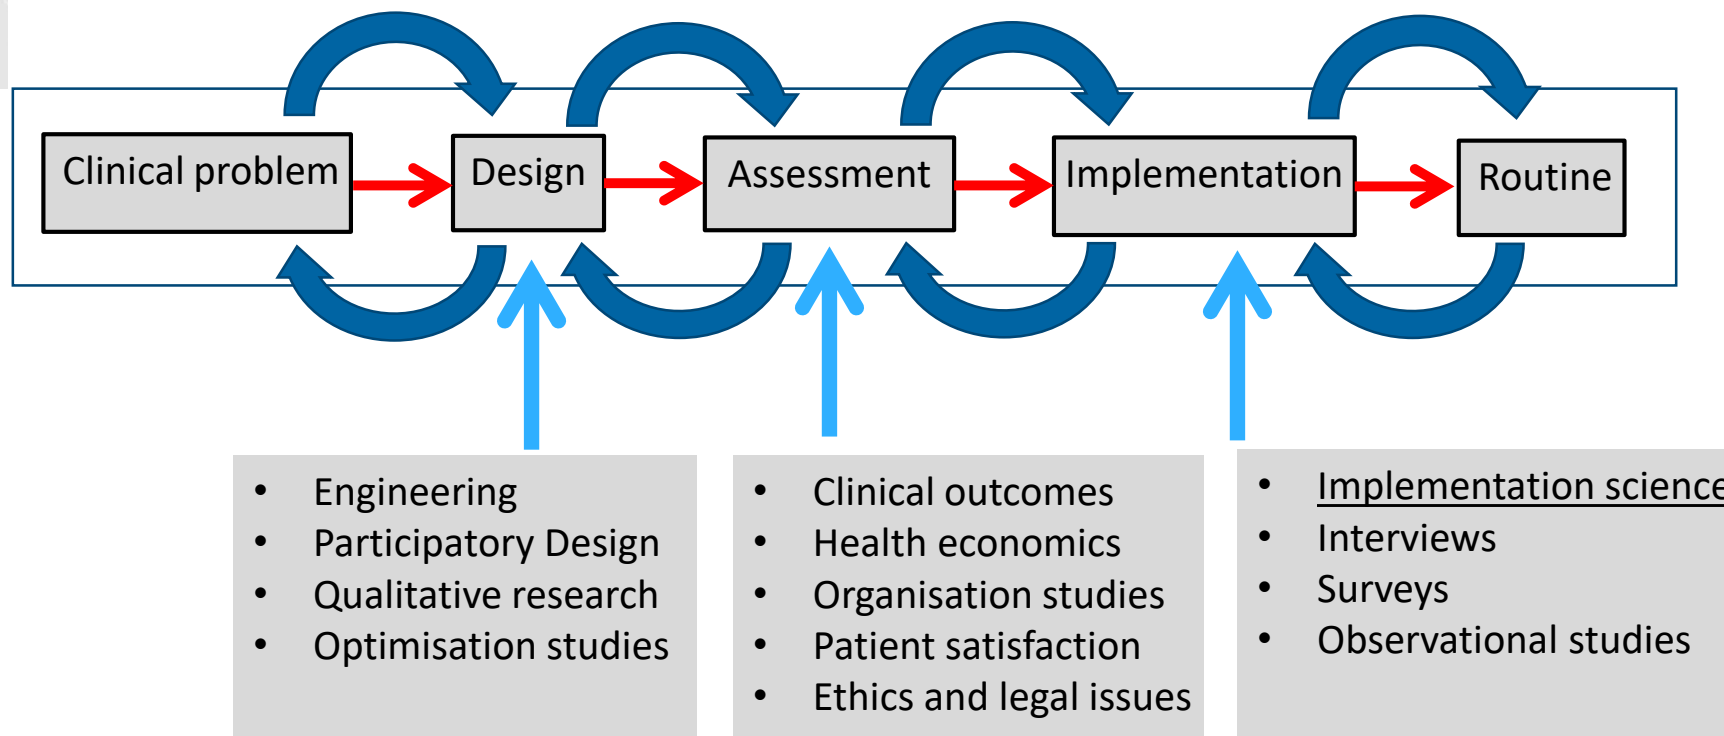 Clinical problem
Design
Assessment
Implementation
Routine
• Engineering
• Participatory Design
• Qualitative research
• Optimisation studies
• Clinical outcomes
• Health economics
• Organisation studies
• Patient satisfaction
• Ethics and legal issues
• Implementation science
• Interviews
• Surveys
• Observational studies